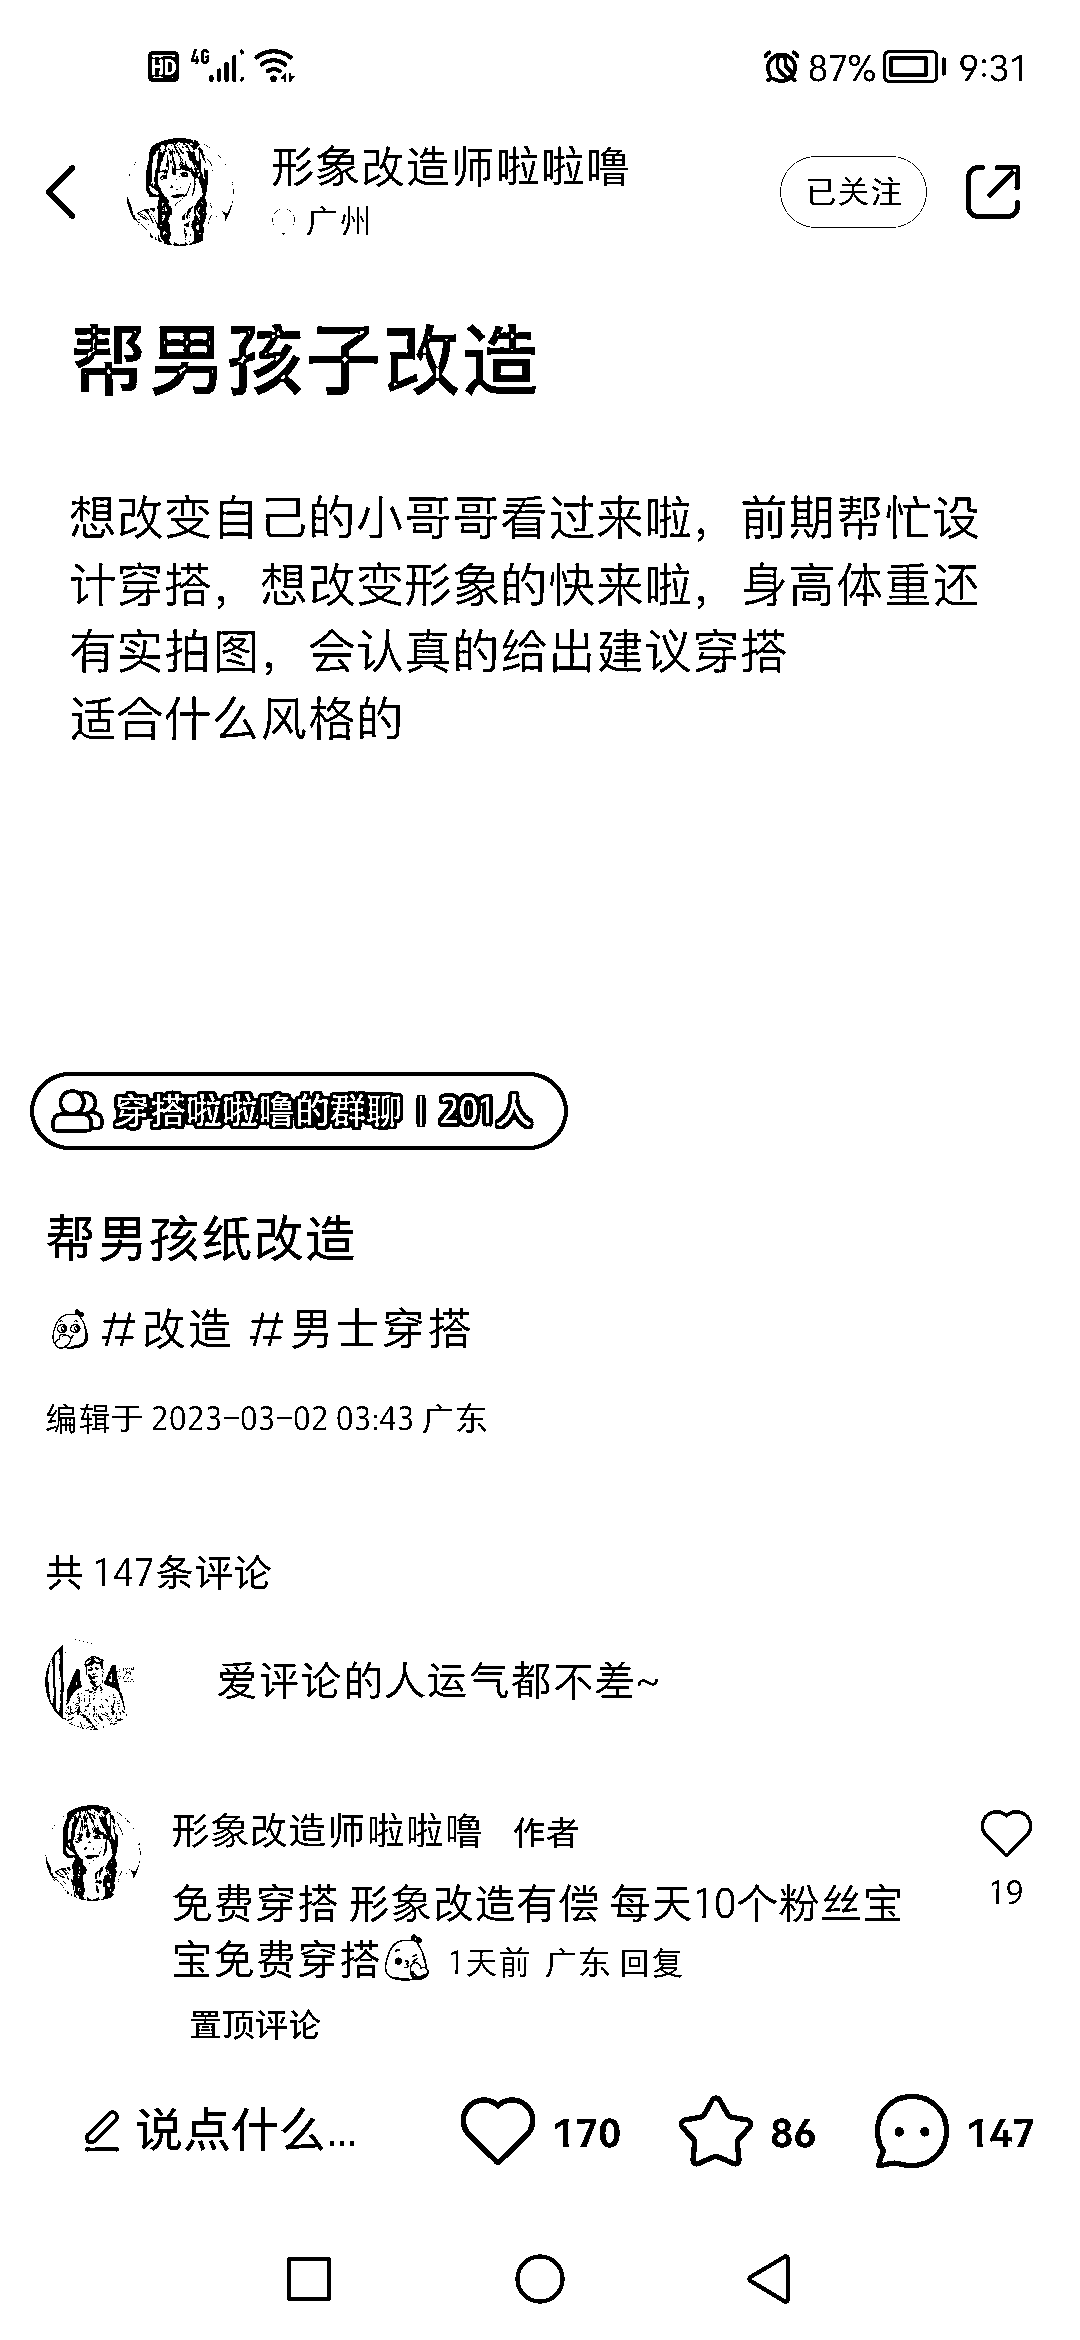 HD 4G 87% 9:31
形象改造师啦啦噜
广州
已关注
帮男孩子改造
想改变自己的小哥哥看过来啦，前期帮忙设
计穿搭，想改变形象的快来啦，身高体重还
有实拍图，会认真的给出建议穿搭
适合什么风格的
穿搭啦啦噜的群聊 | 201人
帮男孩纸改造
#改造 #男士穿搭
编辑于 2023-03-02 03:43 广东
共 147条评论
爱评论的人运气都不差~
形象改造师啦啦噜 作者
免费穿搭 形象改造有偿 每天10个粉丝宝
宝免费穿搭 1天前 广东 回复
19
置顶评论
说点什么... 170 86 147